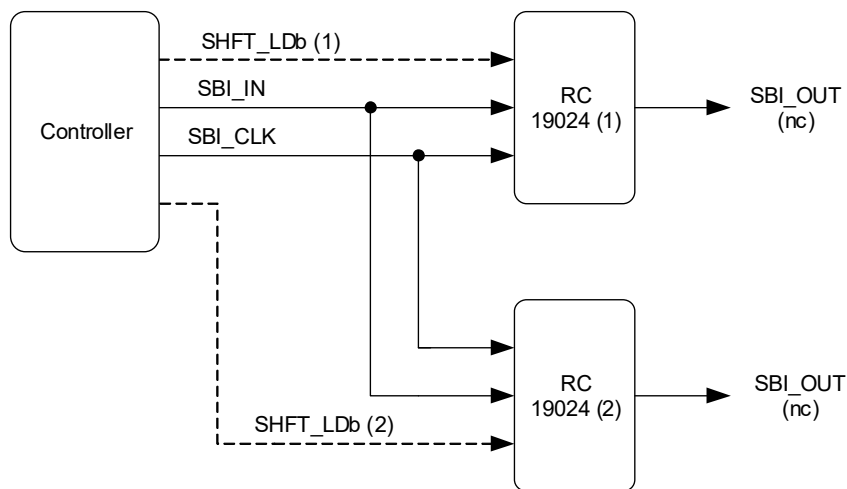 SHFT_LDb (1)
SBI_IN
SBI_CLK
Controller
RC
19024 (1)
SBI_OUT
(nc)
RC
19024 (2)
SBI_OUT
(nc)
SHFT_LDb (2)